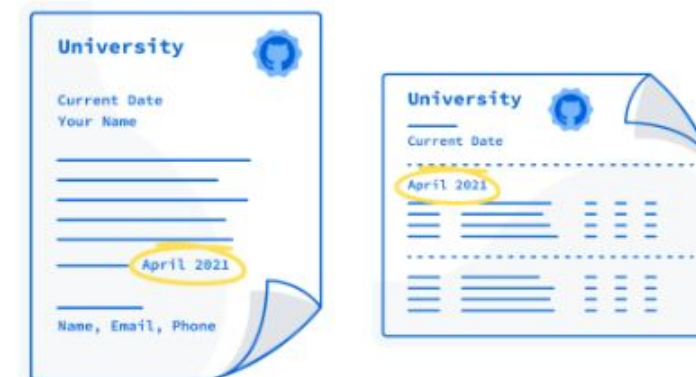 University
Current Date
Your Name
April 2021
Name, Email, Phone
University
Current Date
April 2021